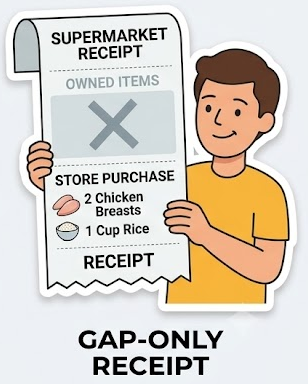 SUPERMARKET
RECEIPT
OWNED ITEMS
STORE PURCHASE
2 Chicken
Breasts
1 Cup Rice
RECEIPT
GAP-ONLY
RECEIPT